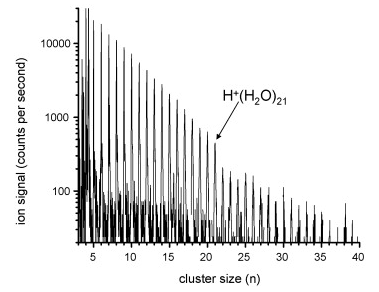 10000
1000
100
ion signal (counts per second)
H⁺(H₂O)₂₁
5 10 15 20 25 30 35 40
cluster size (n)